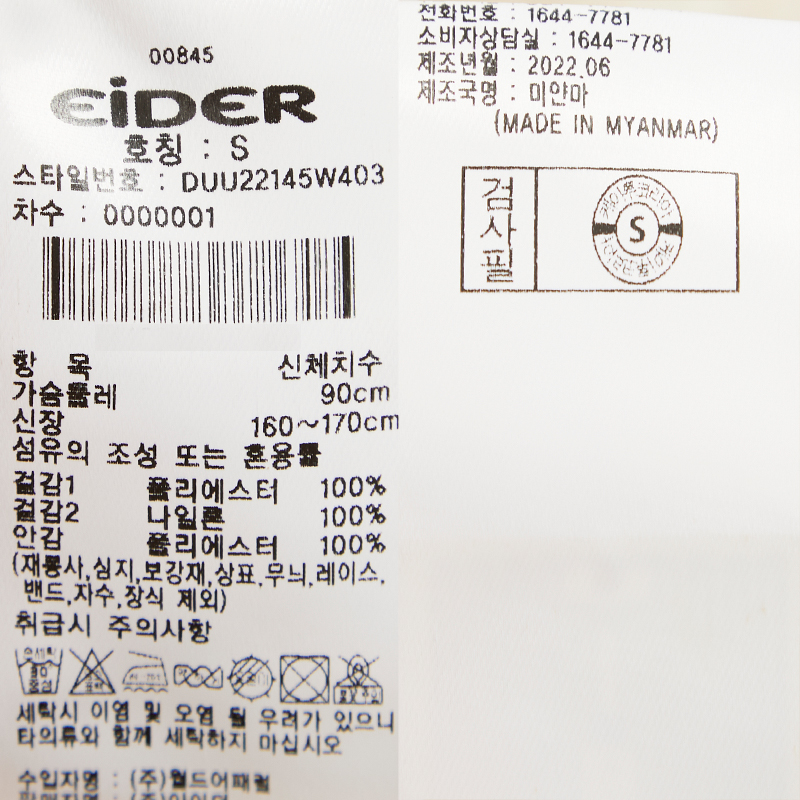 00845
EiDER
호칭 : S
스타일번호 : DUU22145W403
차수 : 0000001
항 목 신체치수
가슴둘레 90cm
신장 160~170cm
섬유의 조성 또는 혼용률
겉감1 폴리에스터 100%
겉감2 나일론 100%
안감 폴리에스터 100%
(재봉사,심지,보강재,상표,무늬,레이스,
밴드,자수,장식 제외)
취급시 주의사항
30
중성
세탁시 이염 및 오염 될 우려가 있으니
타의류와 함께 세탁하지 마십시오
수입자명 : (주)월드어패럴
전화번호 : 1644-7781
소비자상담실 : 1644-7781
제조년월 : 2022.06
제조국명 : 미얀마
(MADE IN MYANMAR)
검사필
S